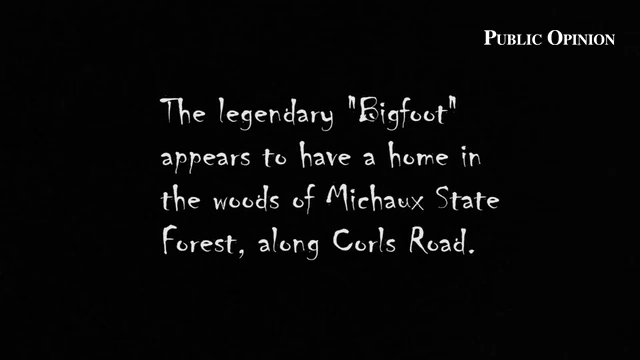 PUBLIC OPINION
The legendary "Bigfoot"
appears to have a home in
the woods of Michaux State
Forest, along Corls Road.